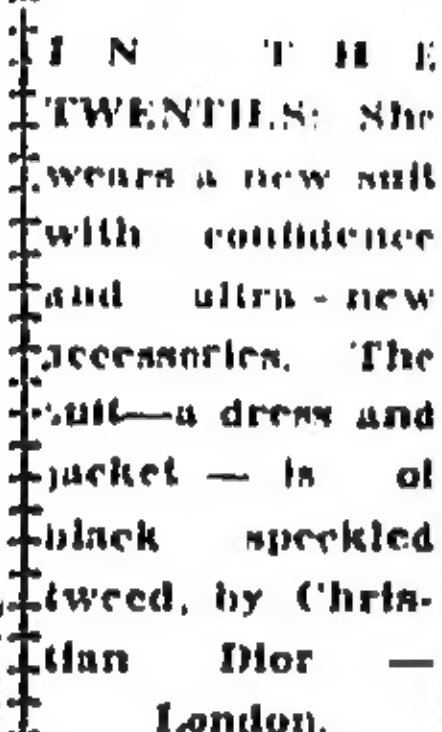 IN THE
TWENTIES: She
wears a new suit
with confidence
and ultra-new
accessories. The
suit—a dress and
jacket — is of
black speckled
tweed, by Chris-
tian Dior —
London.